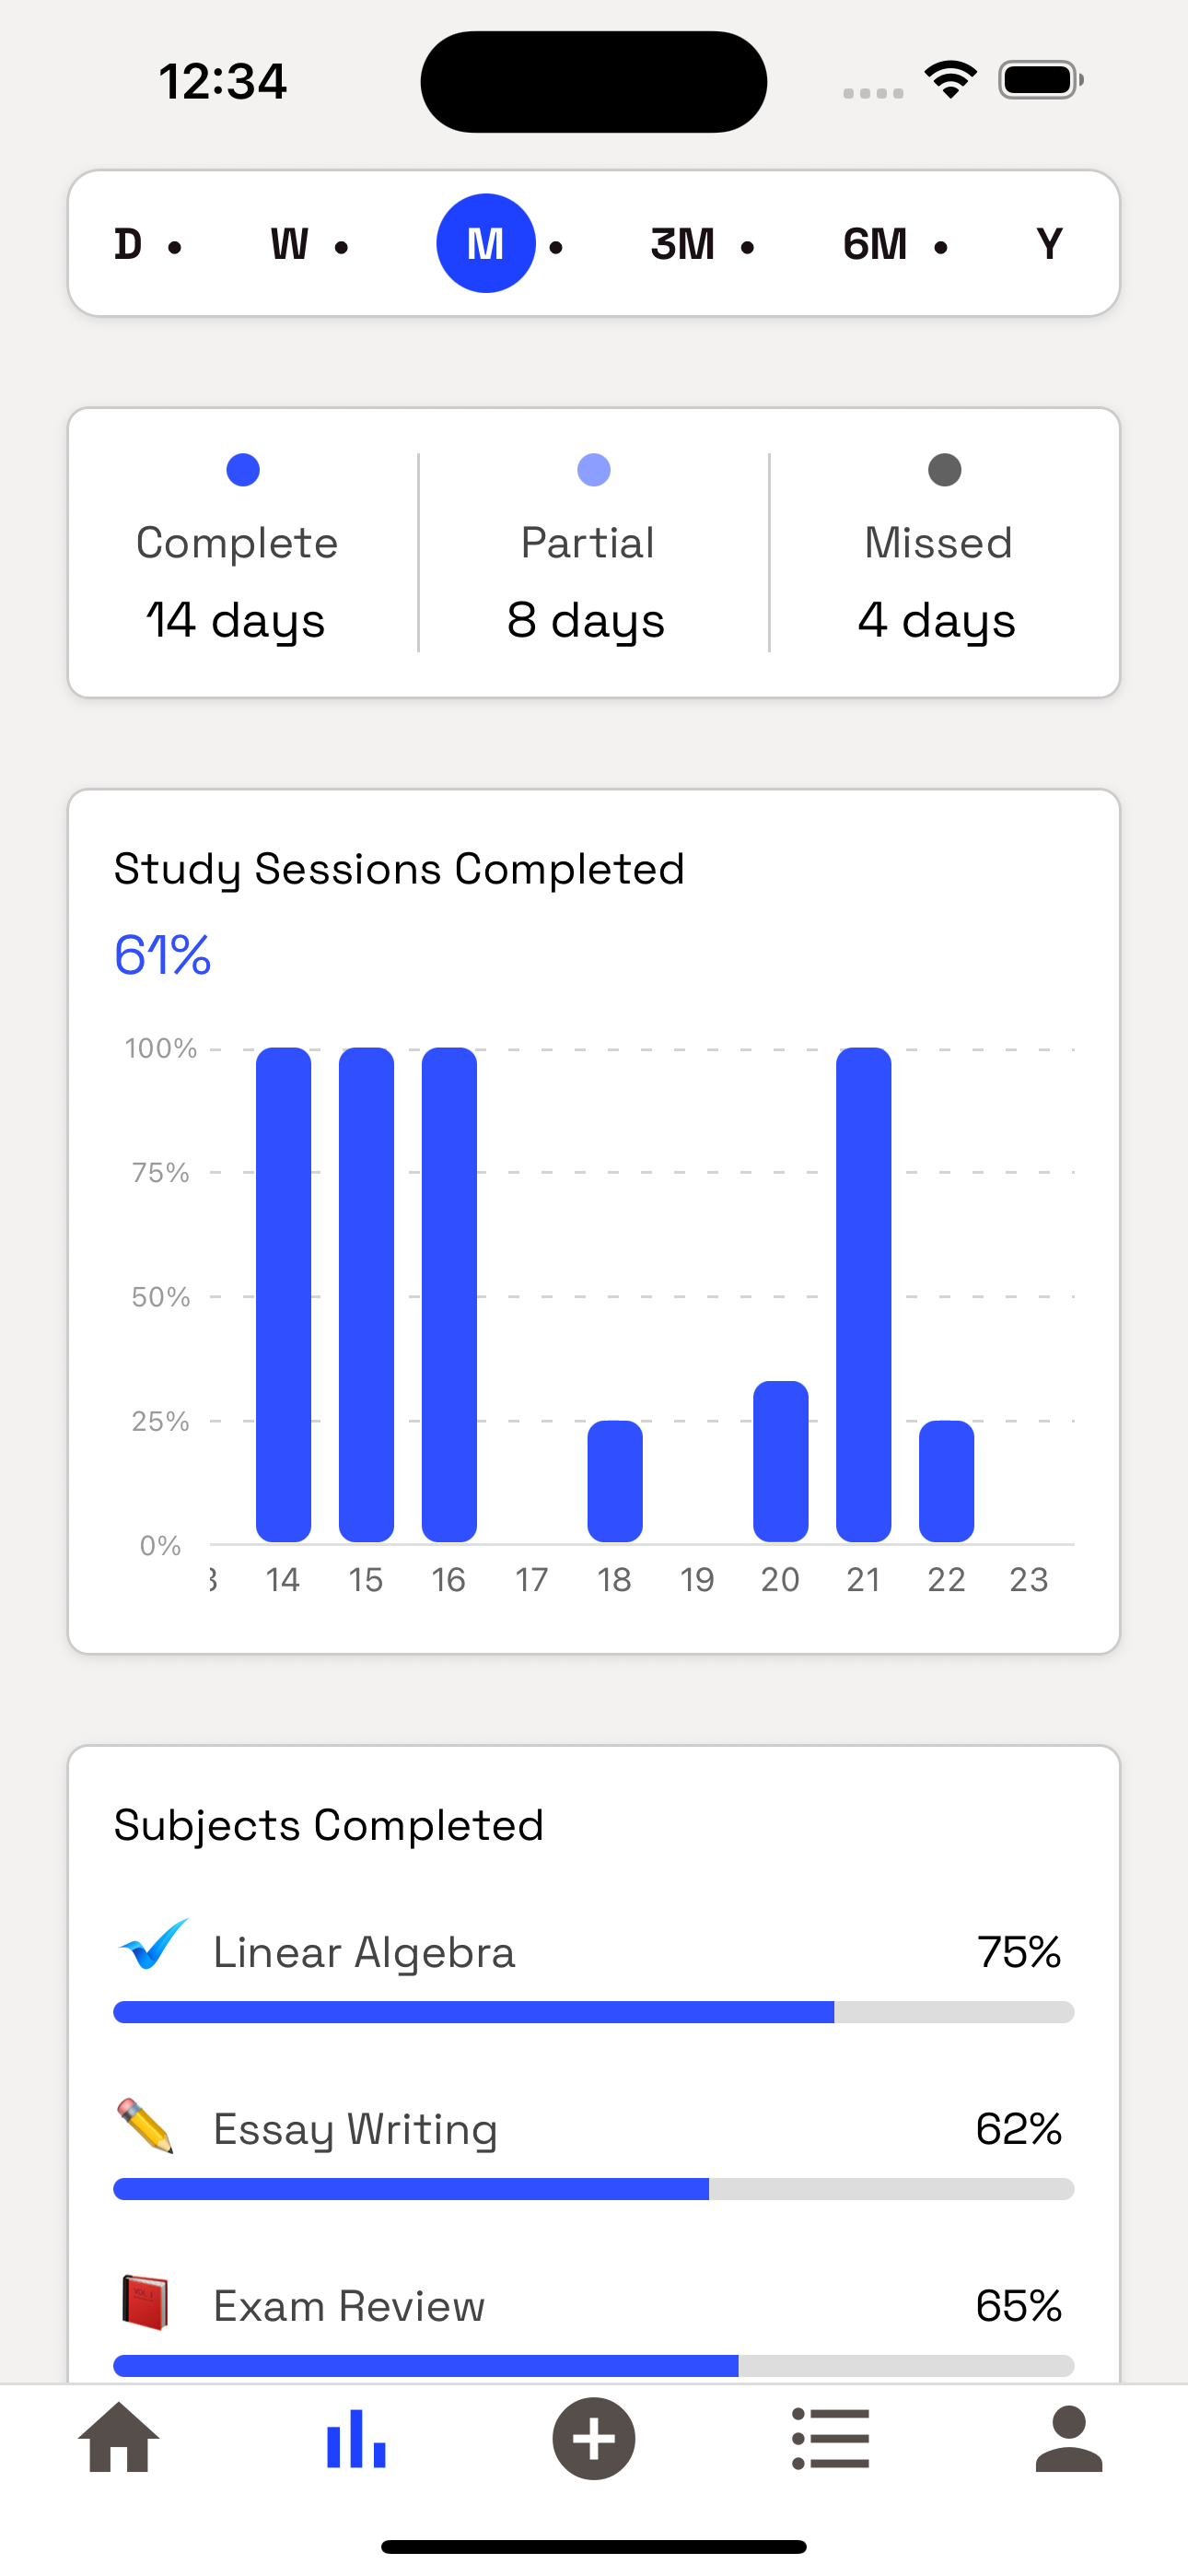 12:34
D • W • M • 3M • 6M • Y
Complete Partial Missed
14 days 8 days 4 days
Study Sessions Completed
61%
100%
75%
50%
25%
0%
14 15 16 17 18 19 20 21 22 23
Subjects Completed
Linear Algebra 75%
Essay Writing 62%
Exam Review 65%